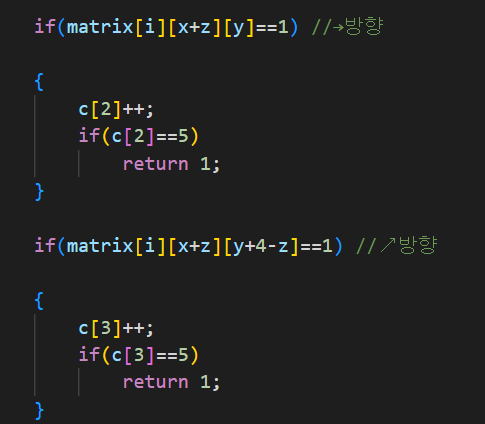 if(matrix[i][x+z][y]==1) //→방향
{
c[2]++;
if(c[2]==5)
return 1;
}
if(matrix[i][x+z][y+4-z]==1) //↗방향
{
c[3]++;
if(c[3]==5)
return 1;
}